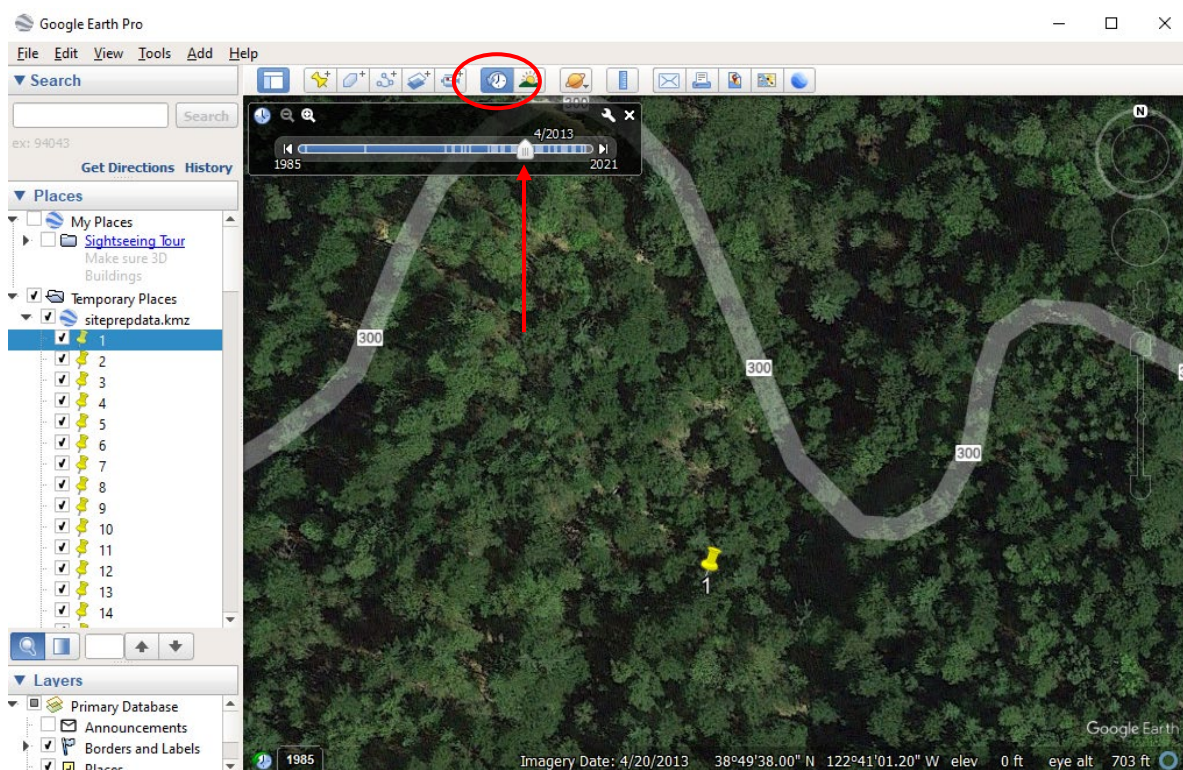 Google Earth Pro
File Edit View Tools Add Help
Search
Search
ex: 94043
Get Directions History
Places
My Places
Sightseeing Tour
Make sure 3D
Buildings
Temporary Places
siteprepdata.kmz
1
2
3
4
5
6
7
8
9
10
11
12
13
14
Layers
Primary Database
Announcements
Borders and Labels
Places
300
4/2013
1985
2021
N
300
300
300
1
Google Earth
1985
Imagery Date: 4/20/2013 38°49'38.00" N 122°41'01.20" W elev 0 ft eye alt 703 ft